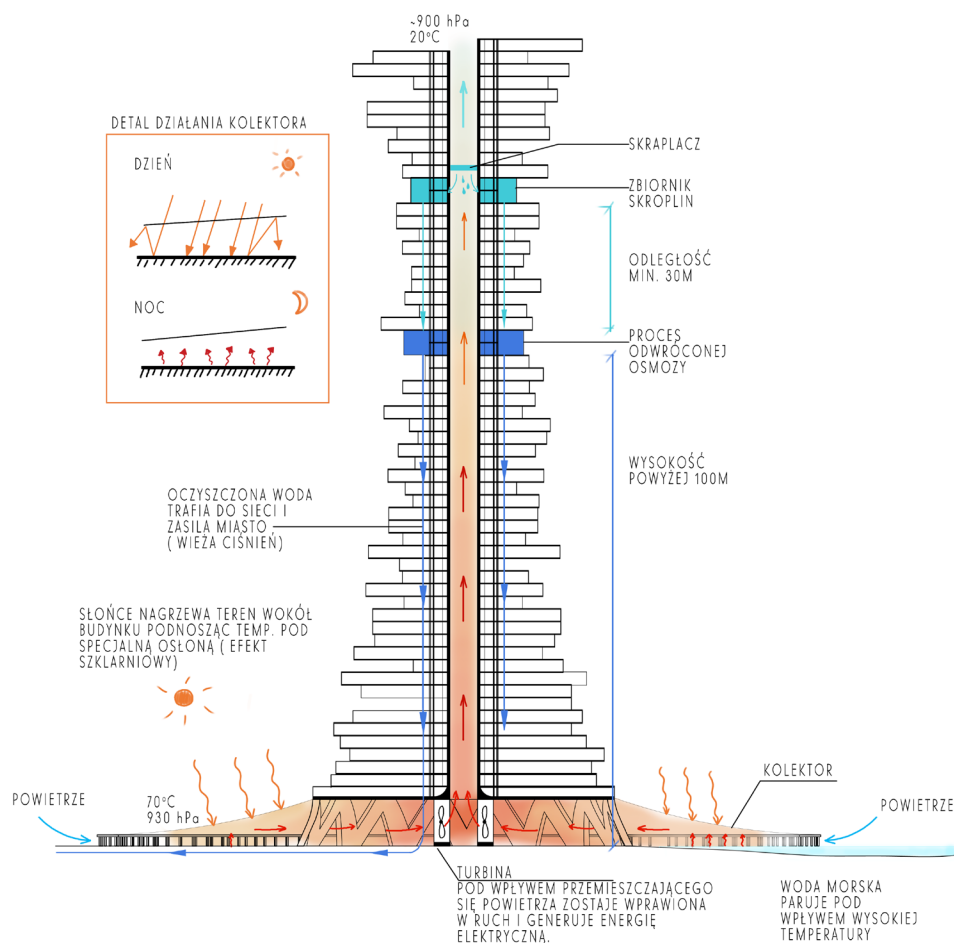 ~900 hPa
20°C
DETAL DZIAŁANIA KOLEKTORA
DZIEŃ
NOC
SKRAPLACZ
ZBIORNIK
SKROPLIN
ODLEGŁOŚĆ
MIN. 30M
PROCES
ODWRÓCONEJ
OSMOZY
WYSOKOŚĆ
POWYŻEJ 100M
OCZYSZCZONA WODA
TRAFIA DO SIECI I
ZASILA MIASTO
( WIEŻA CIŚNIEŃ)
SŁOŃCE NAGRZEWA TEREN WOKÓŁ
BUDYNKU PODNOSZĄC TEMP. POD
SPECJALNĄ OSŁONĄ ( EFEKT
SZKLARNIOWY)
KOLEKTOR
POWIETRZE
70°C
930 hPa
POWIETRZE
TURBINA
POD WPŁYWEM PRZEMIESZCZAJĄCEGO
SIĘ POWIETRZA ZOSTAJE WPRAWIONA
W RUCH I GENERUJE ENERGIĘ
ELEKTRYCZNĄ.
WODA MORSKA
PARUJE POD
WPŁYWEM WYSOKIEJ
TEMPERATURY